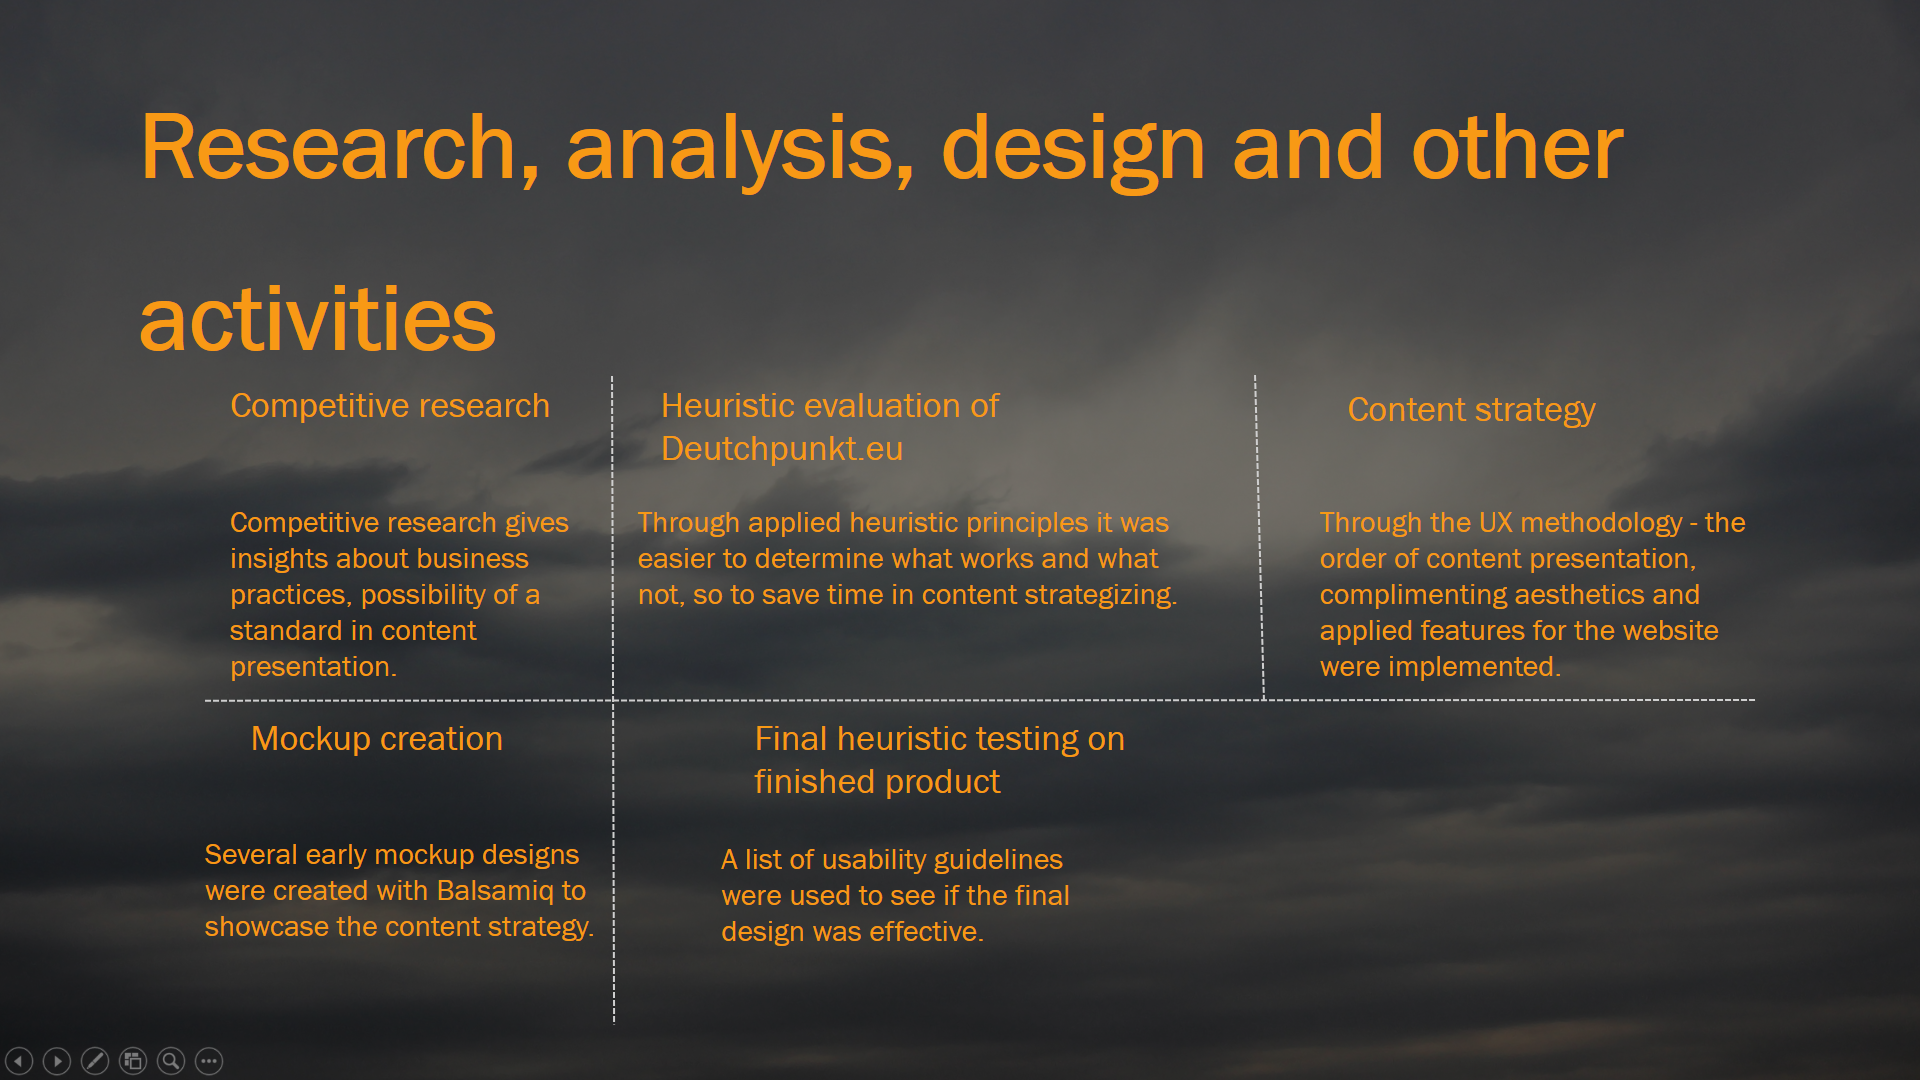 Research, analysis, design and other
activities
Competitive research
Competitive research gives
insights about business
practices, possibility of a
standard in content
presentation.
Heuristic evaluation of
Deutchpunkt.eu
Through applied heuristic principles it was
easier to determine what works and what
not, so to save time in content strategizing.
Content strategy
Through the UX methodology - the
order of content presentation,
complimenting aesthetics and
applied features for the website
were implemented.
Mockup creation
Several early mockup designs
were created with Balsamiq to
showcase the content strategy.
Final heuristic testing on
finished product
A list of usability guidelines
were used to see if the final
design was effective.